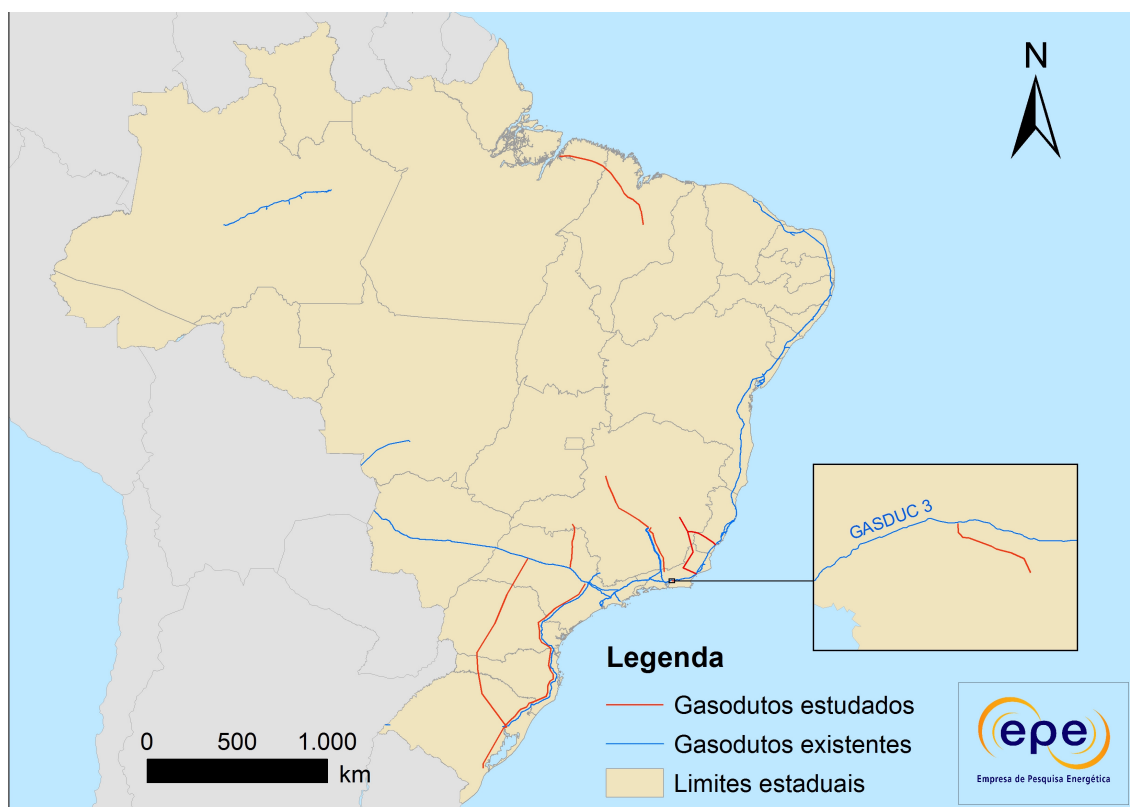 N
GASDUC 3
Legenda
Gasodutos estudados
Gasodutos existentes
Limites estaduais
0 500 1.000
km
epe
Empresa de Pesquisa Energética